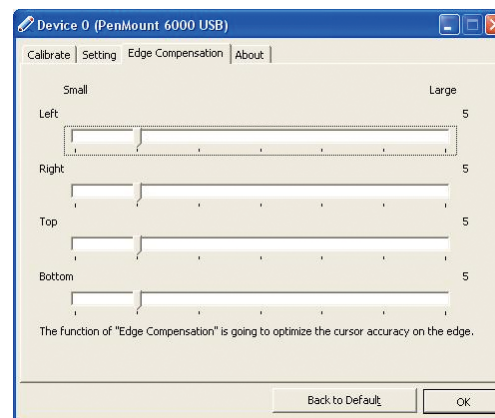 Device 0 (PenMount 6000 USB)
Calibrate Setting Edge Compensation About
Small Large
Left 5
Right 5
Top 5
Bottom 5
The function of "Edge Compensation" is going to optimize the cursor accuracy on the edge.
Back to Default OK